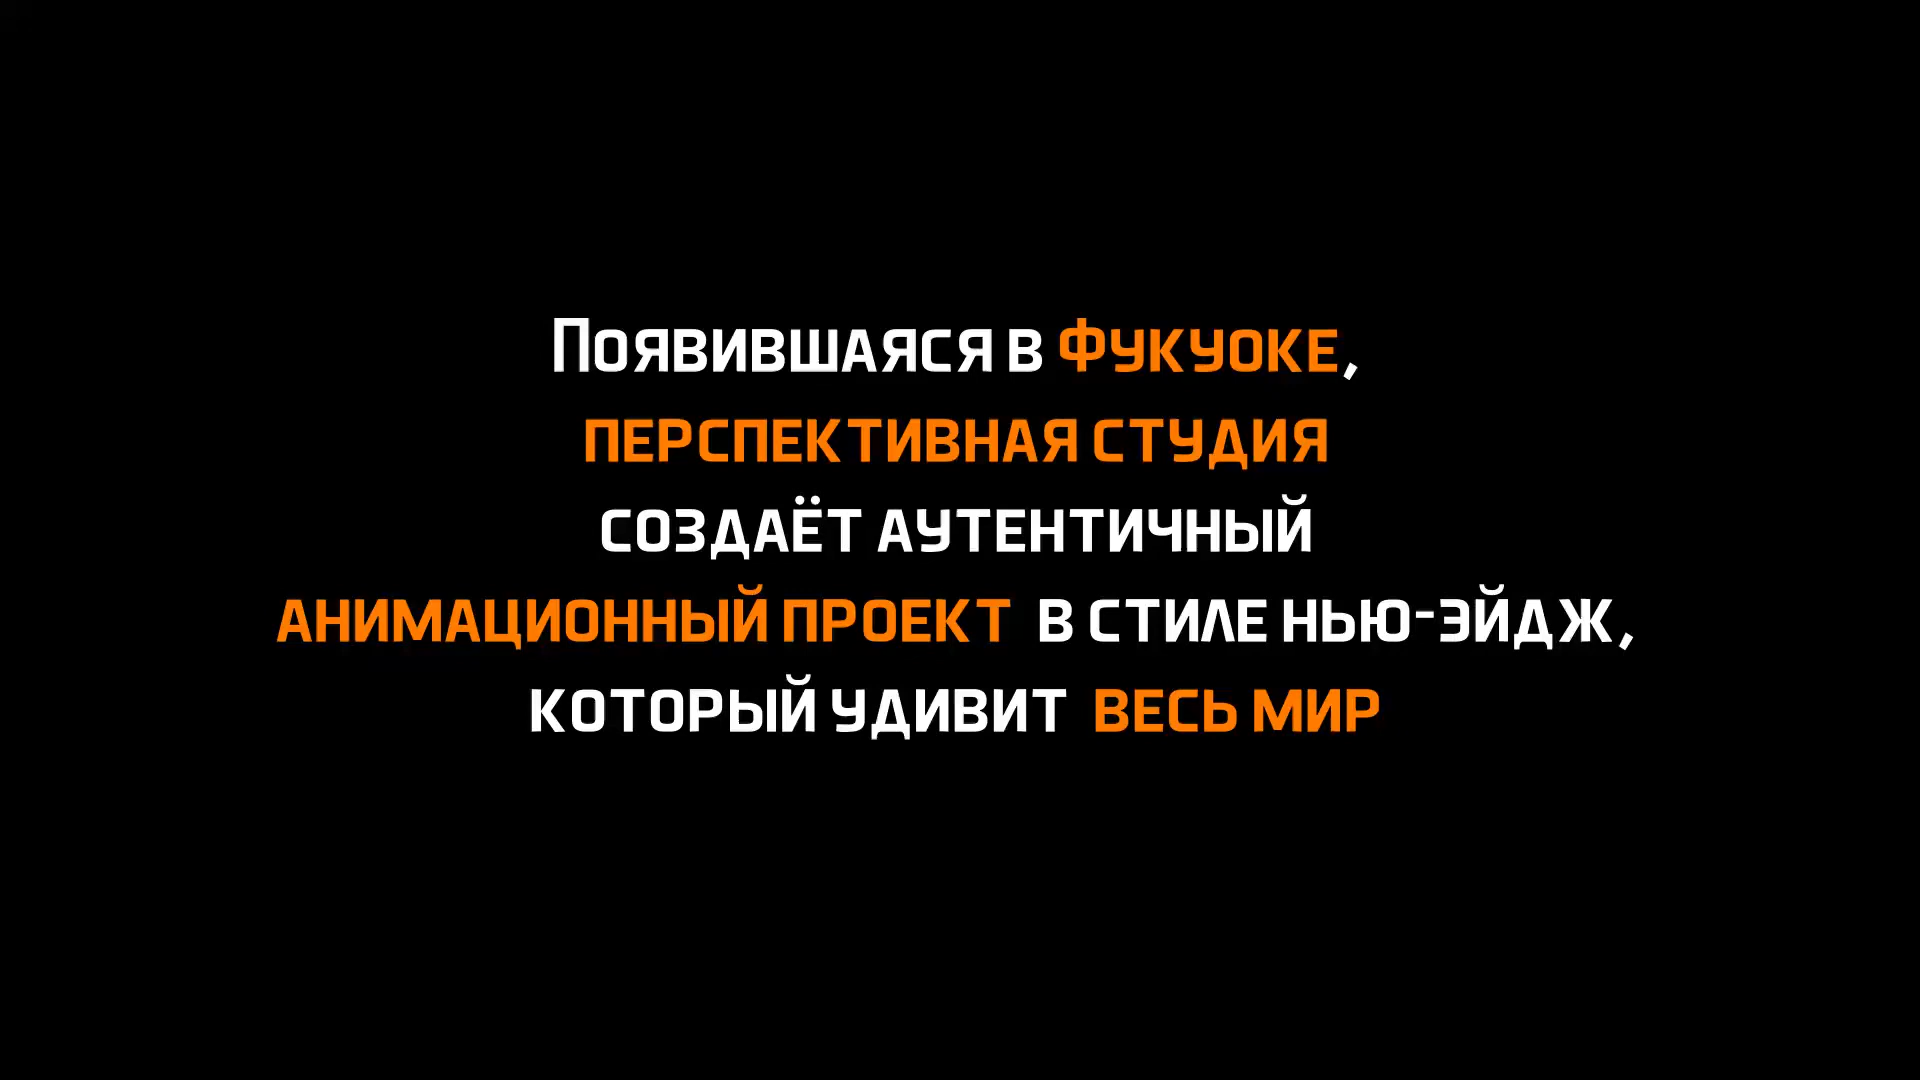 Появившаяся в Фукуоке,
перспективная студия
создаёт аутентичный
анимационный проект в стиле нью-эйдж,
который удивит весь мир